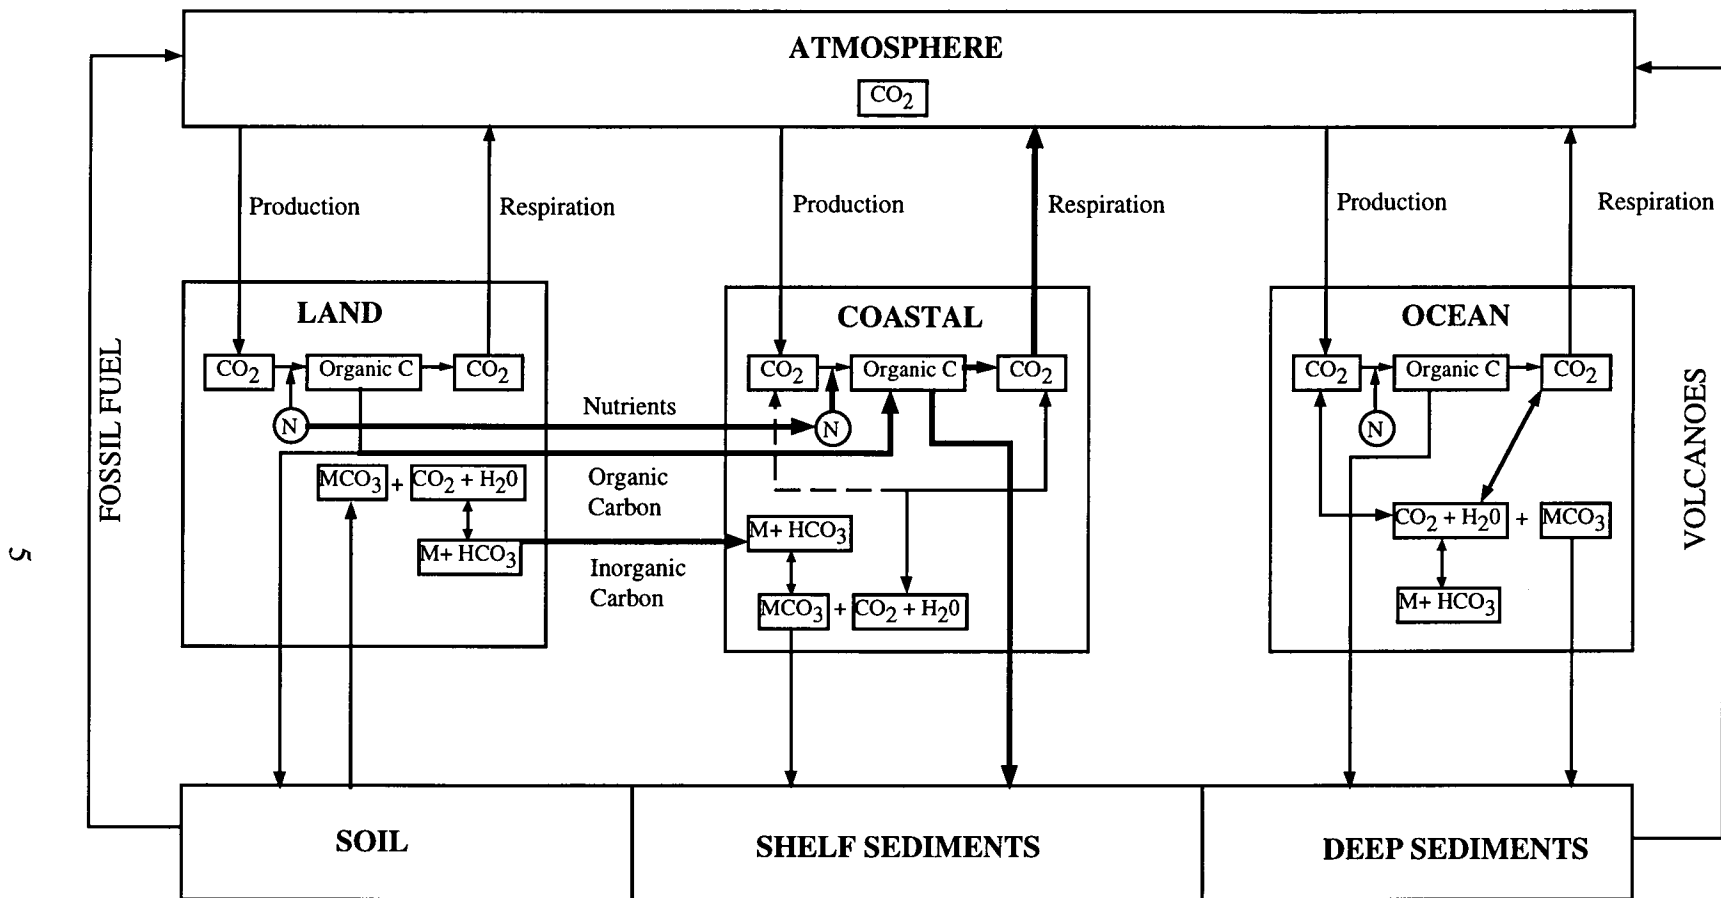 ATMOSPHERE
CO2
Production
Respiration
Production
Respiration
Production
Respiration
FOSSIL FUEL
LAND
CO2
Organic C
CO2
N
MCO3 + CO2 + H20
M+ HCO3
Nutrients
Organic
Carbon
Inorganic
Carbon
COASTAL
CO2
Organic C
CO2
N
M+ HCO3
MCO3 + CO2 + H20
OCEAN
CO2
Organic C
CO2
N
CO2 + H20 + MCO3
M+ HCO3
VOLCANOES
5
SOIL
SHELF SEDIMENTS
DEEP SEDIMENTS